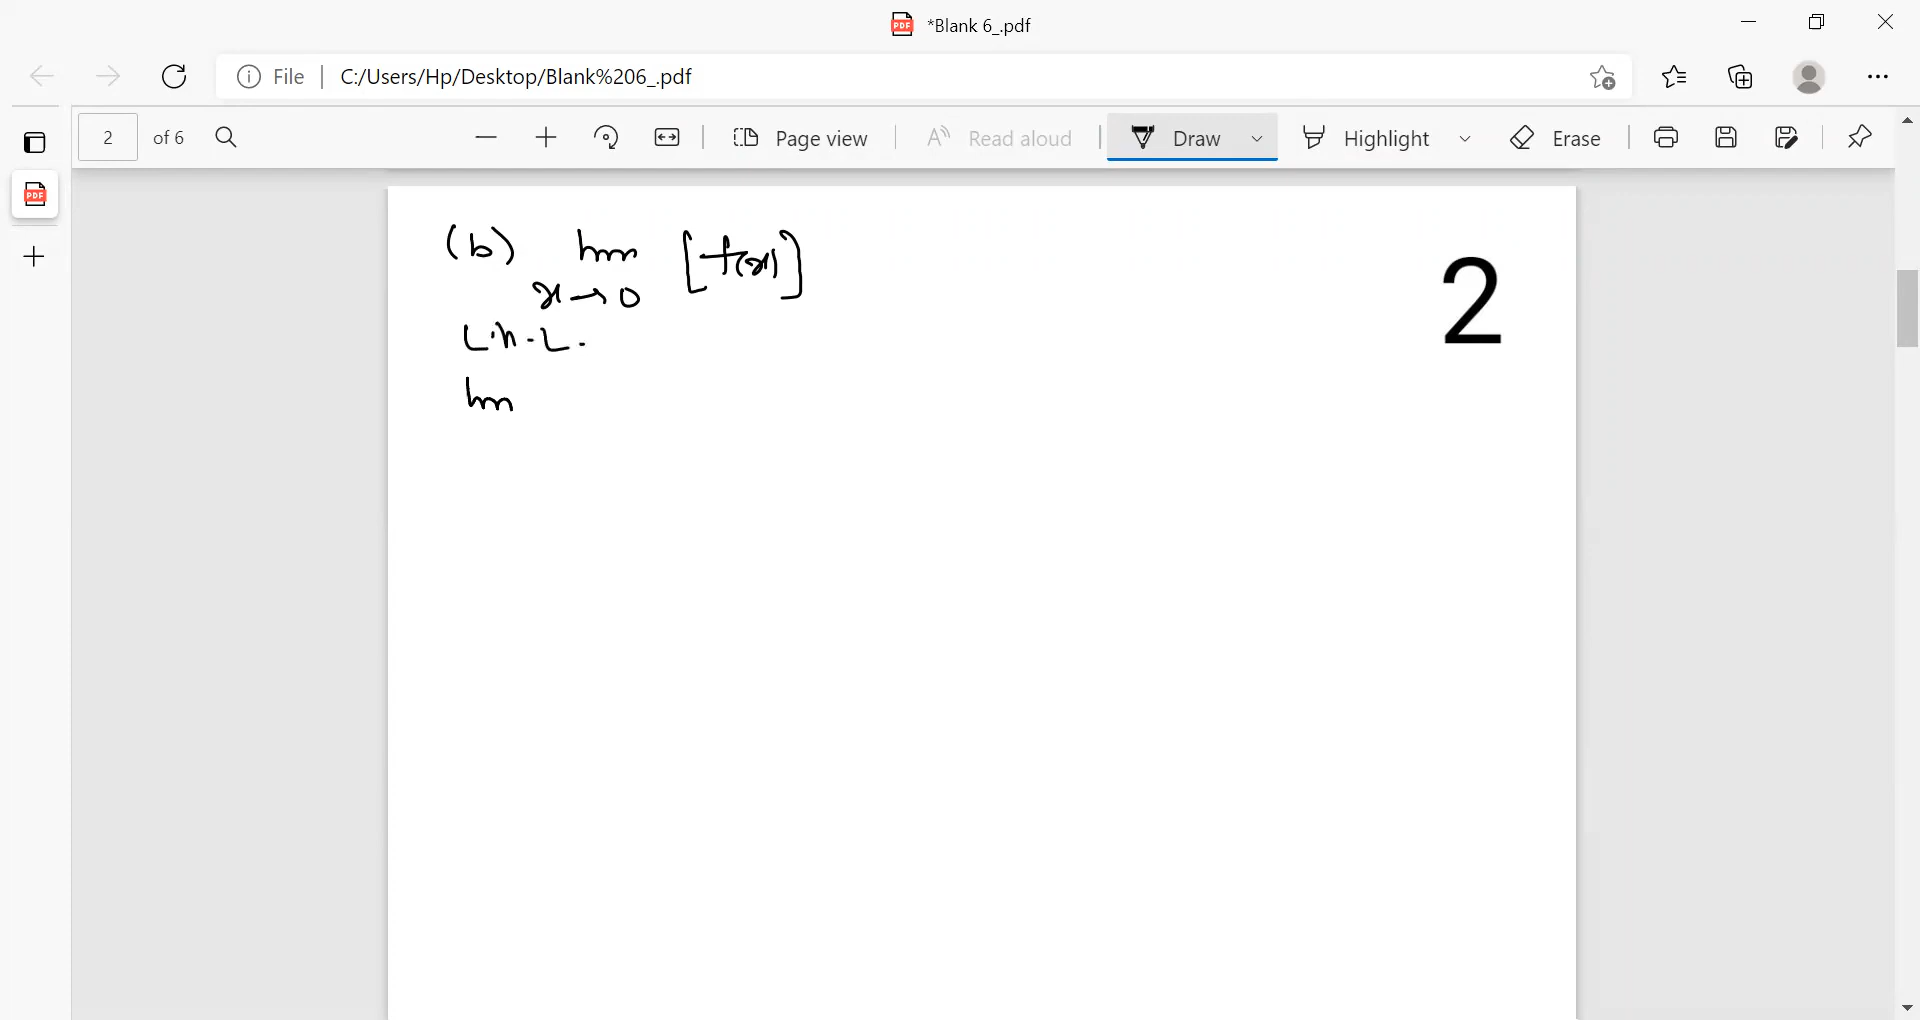 *Blank 6_.pdf
File | C:/Users/Hp/Desktop/Blank%206_.pdf
2 of 6 Page view Read aloud Draw Highlight Erase
(b) lim [f(x)]
x→0
2
L.h.L.
lim